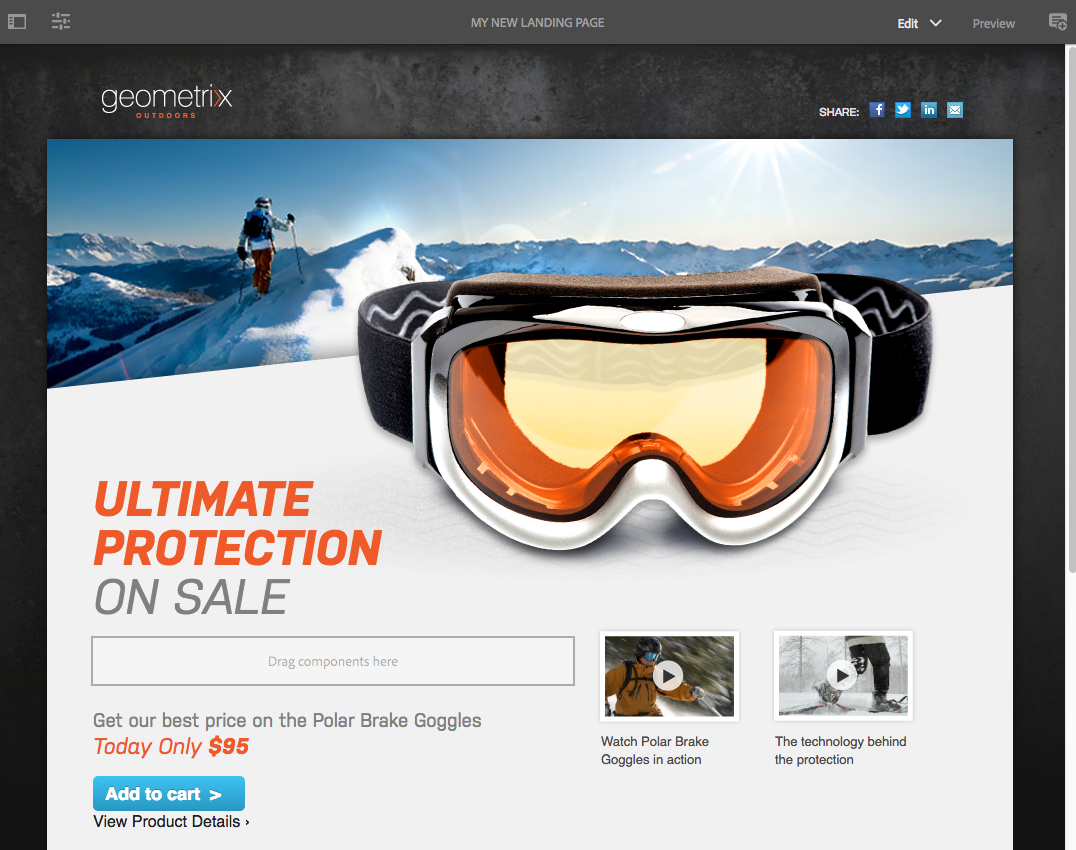 MY NEW LANDING PAGE
Edit
Preview
geometrixx
OUTDOORS
SHARE:
f
in
ULTIMATE
PROTECTION
ON SALE
Drag components here
Get our best price on the Polar Brake Goggles
Today Only $95
Add to cart >
View Product Details ›
Watch Polar Brake
Goggles in action
The technology behind
the protection